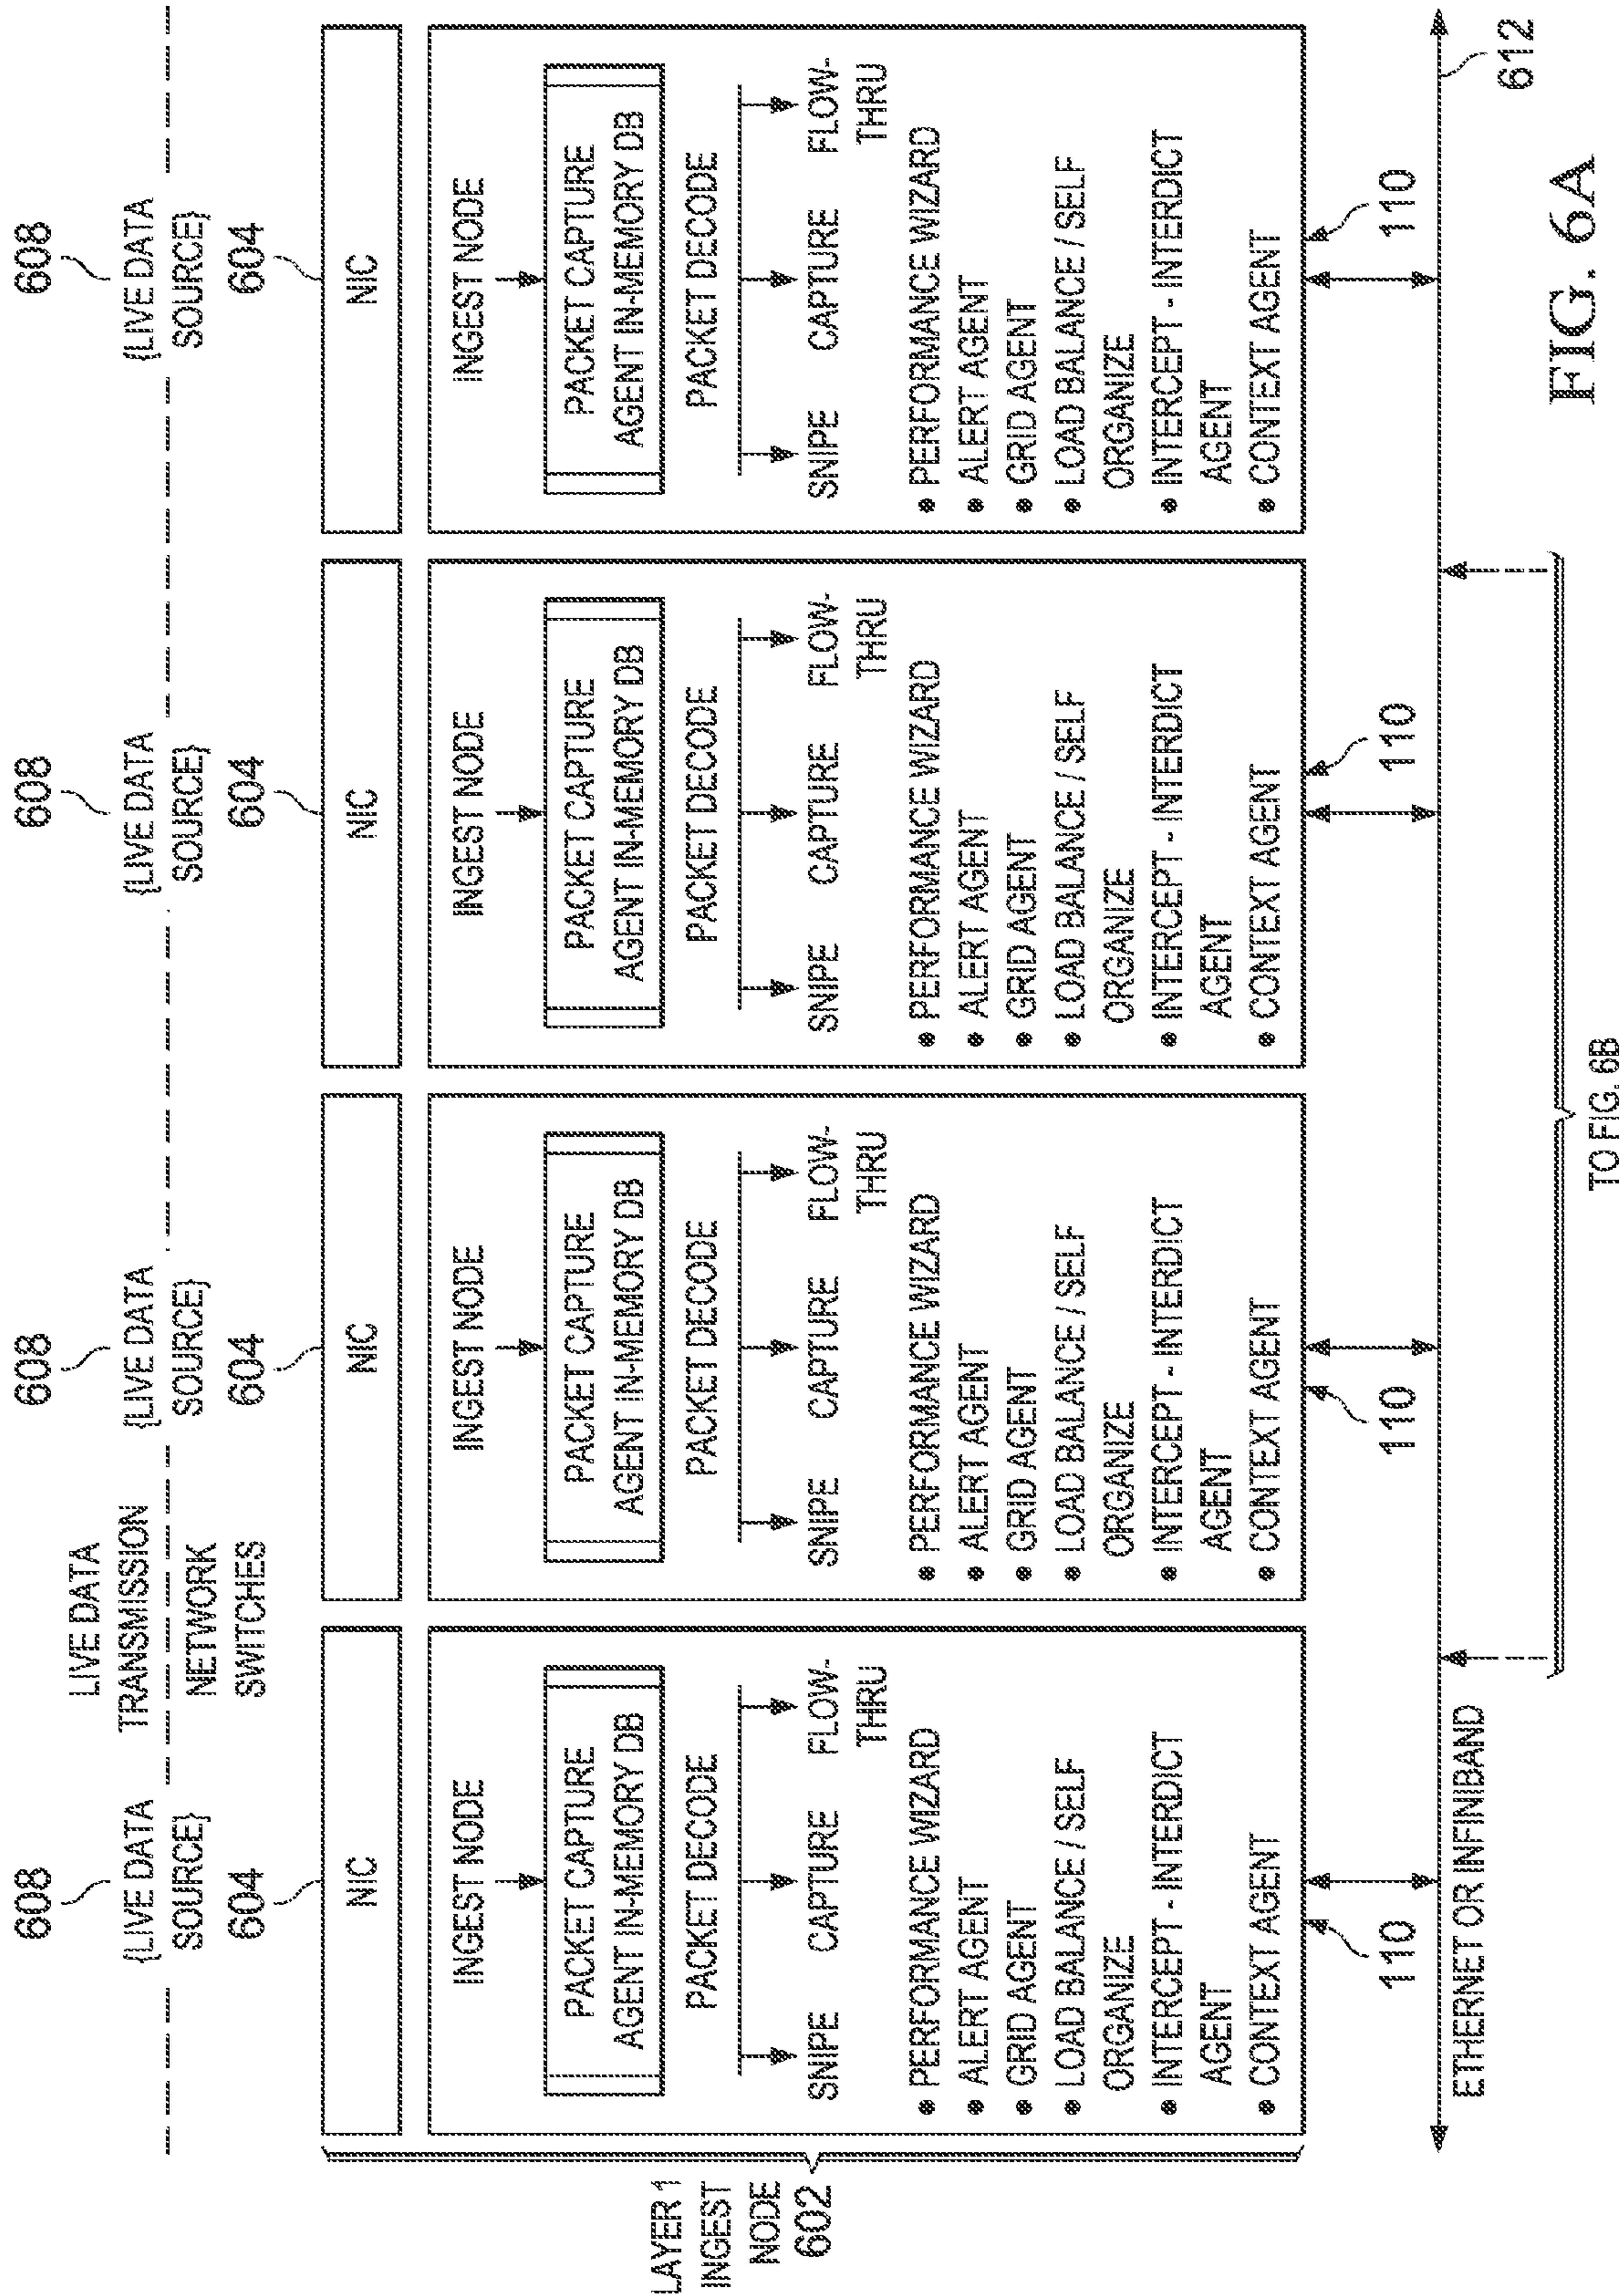 608
608
608
608
LIVE DATA
TRANSMISSION
NETWORK
SWITCHES
{LIVE DATA
SOURCE}
{LIVE DATA
SOURCE}
{LIVE DATA
SOURCE}
{LIVE DATA
SOURCE}
604
604
604
604
NIC
NIC
NIC
NIC
LAYER 1
INGEST
NODE
602
INGEST NODE
PACKET CAPTURE
AGENT IN-MEMORY DB
PACKET DECODE
SNIPE CAPTURE FLOW-
THRU
• PERFORMANCE WIZARD
• ALERT AGENT
• GRID AGENT
• LOAD BALANCE / SELF
ORGANIZE
• INTERCEPT - INTERDICT
AGENT
• CONTEXT AGENT
INGEST NODE
PACKET CAPTURE
AGENT IN-MEMORY DB
PACKET DECODE
SNIPE CAPTURE FLOW-
THRU
• PERFORMANCE WIZARD
• ALERT AGENT
• GRID AGENT
• LOAD BALANCE / SELF
ORGANIZE
• INTERCEPT - INTERDICT
AGENT
• CONTEXT AGENT
INGEST NODE
PACKET CAPTURE
AGENT IN-MEMORY DB
PACKET DECODE
SNIPE CAPTURE FLOW-
THRU
• PERFORMANCE WIZARD
• ALERT AGENT
• GRID AGENT
• LOAD BALANCE / SELF
ORGANIZE
• INTERCEPT - INTERDICT
AGENT
• CONTEXT AGENT
INGEST NODE
PACKET CAPTURE
AGENT IN-MEMORY DB
PACKET DECODE
SNIPE CAPTURE FLOW-
THRU
• PERFORMANCE WIZARD
• ALERT AGENT
• GRID AGENT
• LOAD BALANCE / SELF
ORGANIZE
• INTERCEPT - INTERDICT
AGENT
• CONTEXT AGENT
110
110
110
110
ETHERNET OR INFINIBAND
612
TO FIG. 6B
FIG. 6A